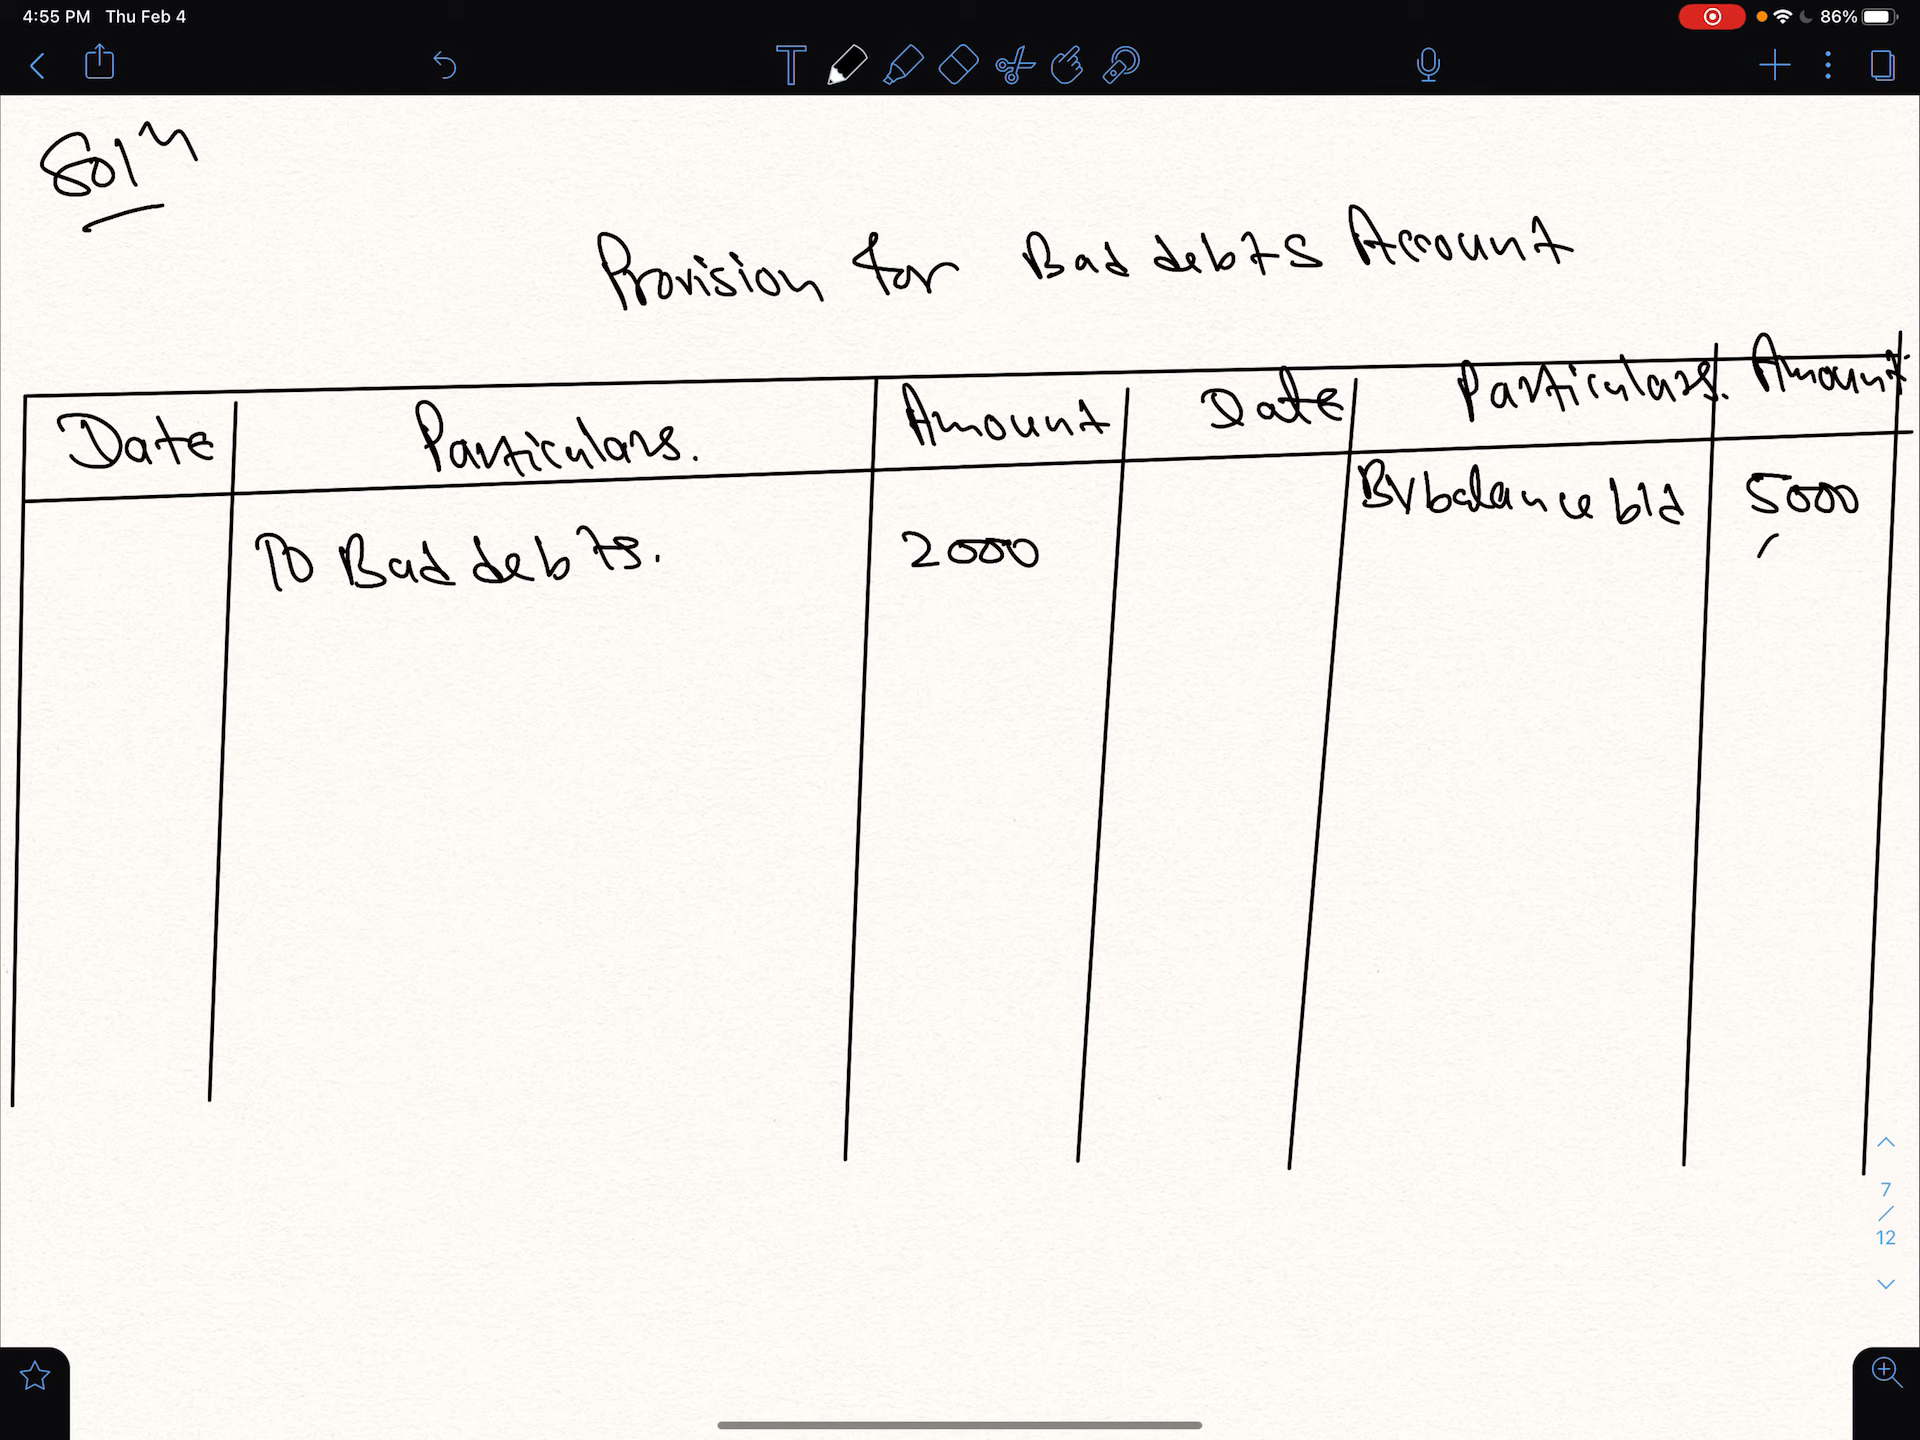 4:55 PM Thu Feb 4
86%
Soln
Provision for Bad debts Account
Date Particulars. Amount Date Particulars. Amount.
By balance b/d 5000
To Bad debts. 2000
7
/
12